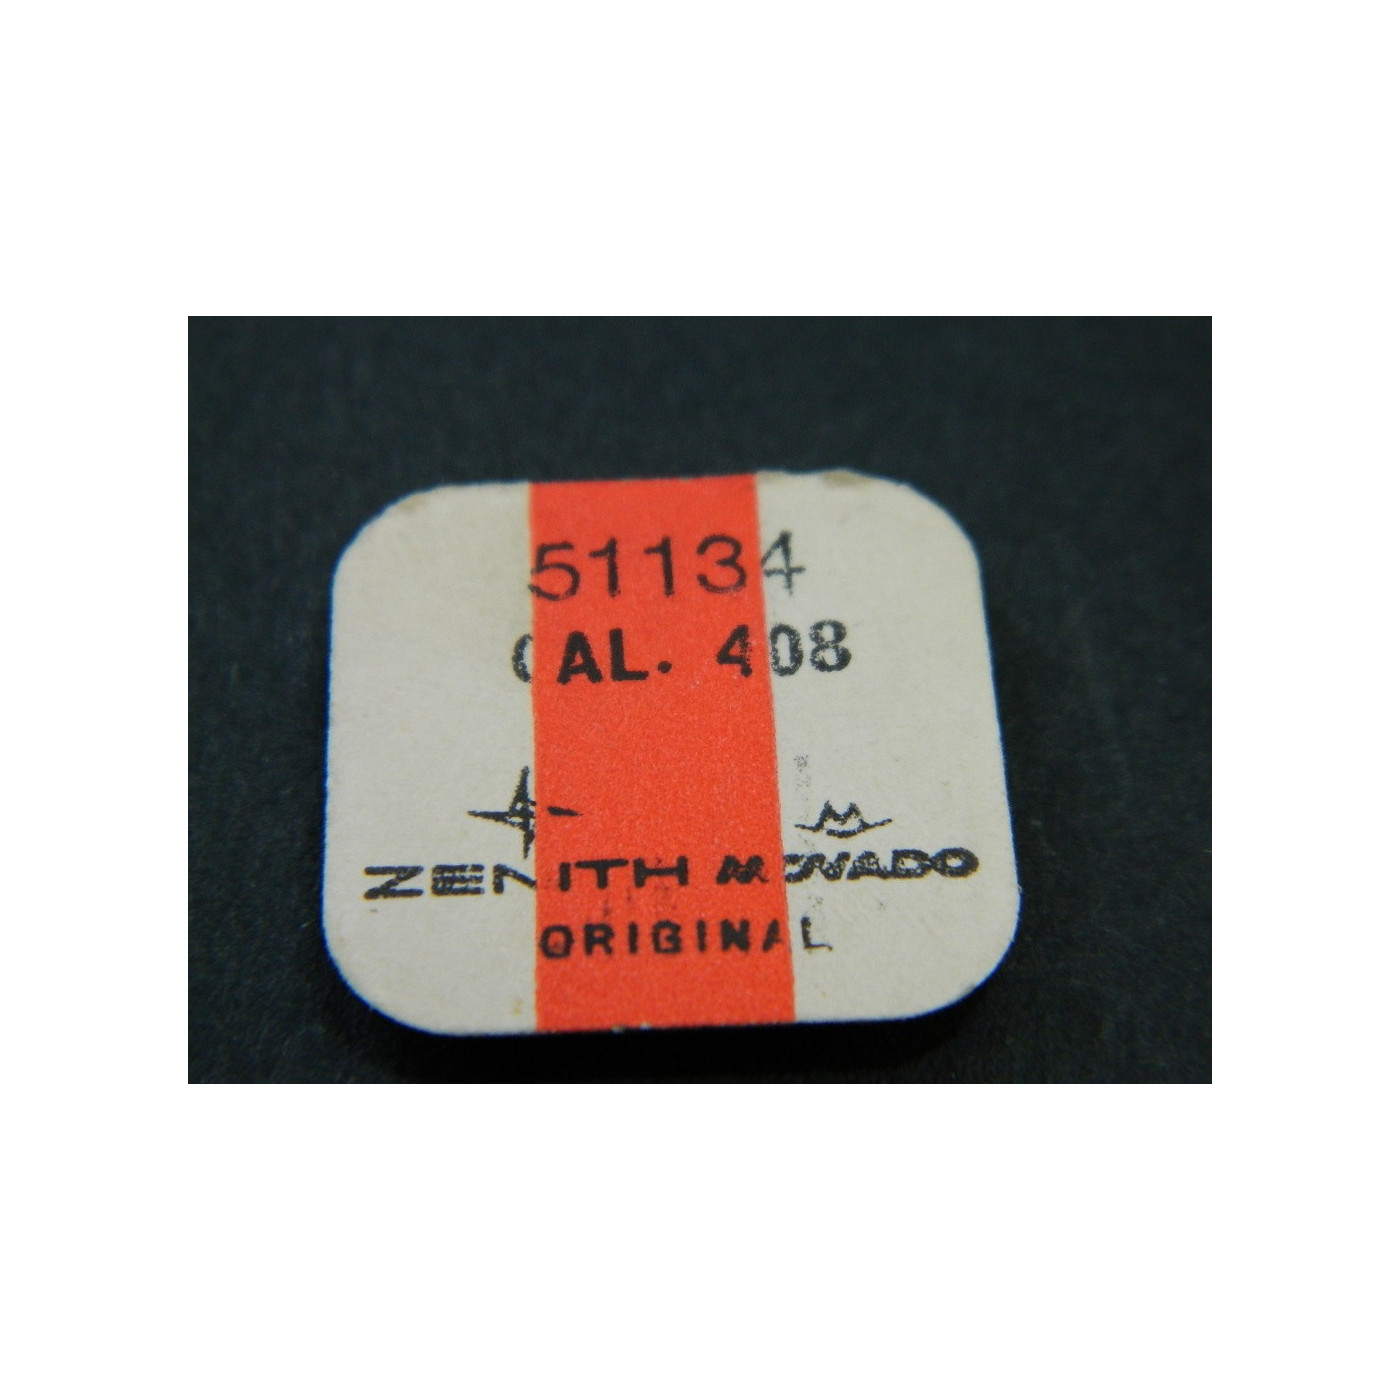 51134
CAL. 408
ZENITH MOVADO
ORIGINAL